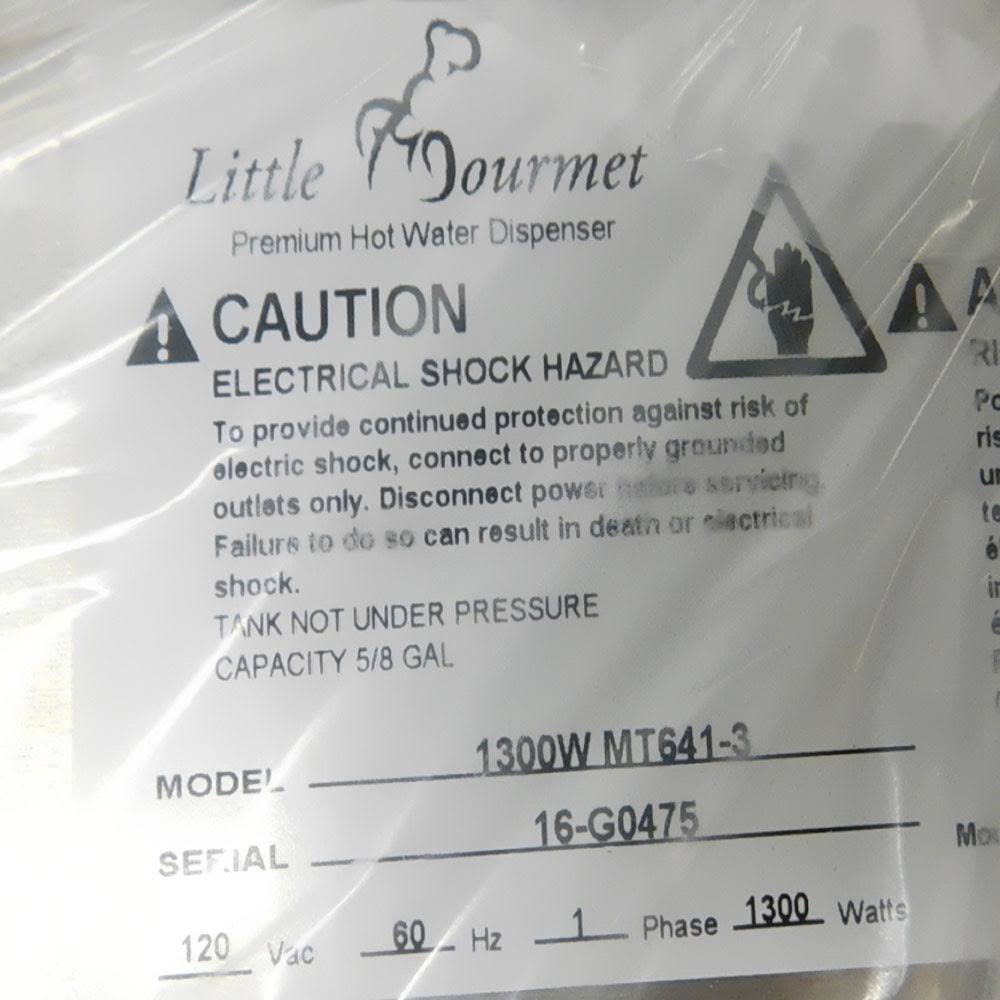 Little Gourmet
Premium Hot Water Dispenser
CAUTION
ELECTRICAL SHOCK HAZARD
To provide continued protection against risk of
electric shock, connect to properly grounded
outlets only. Disconnect power before servicing.
Failure to do so can result in death or electrical
shock.
TANK NOT UNDER PRESSURE
CAPACITY 5/8 GAL
MODEL 1300W MT641-3
SERIAL 16-G0475
120 Vac 60 Hz 1 Phase 1300 Watts